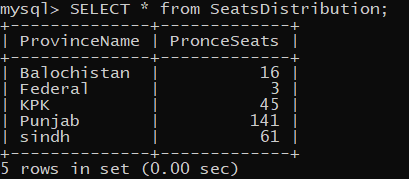 mysql> SELECT * from SeatsDistribution;
+--------------+-------------+
| ProvinceName | PronceSeats |
+--------------+-------------+
| Balochistan | 16 |
| Federal | 3 |
| KPK | 45 |
| Punjab | 141 |
| sindh | 61 |
+--------------+-------------+
5 rows in set (0.00 sec)